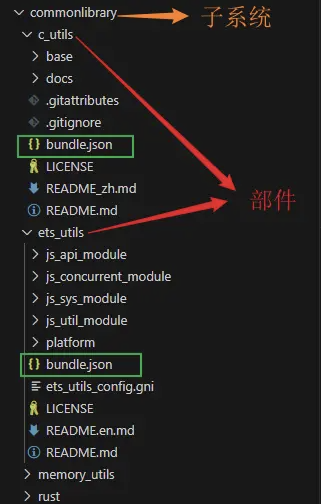 commonlibrary
子系统
c_utils
base
docs
.gitattributes
.gitignore
{} bundle.json
LICENSE
README_zh.md
README.md
部件
ets_utils
js_api_module
js_concurrent_module
js_sys_module
js_util_module
platform
{} bundle.json
ets_utils_config.gni
LICENSE
README.en.md
README.md
memory_utils
rust